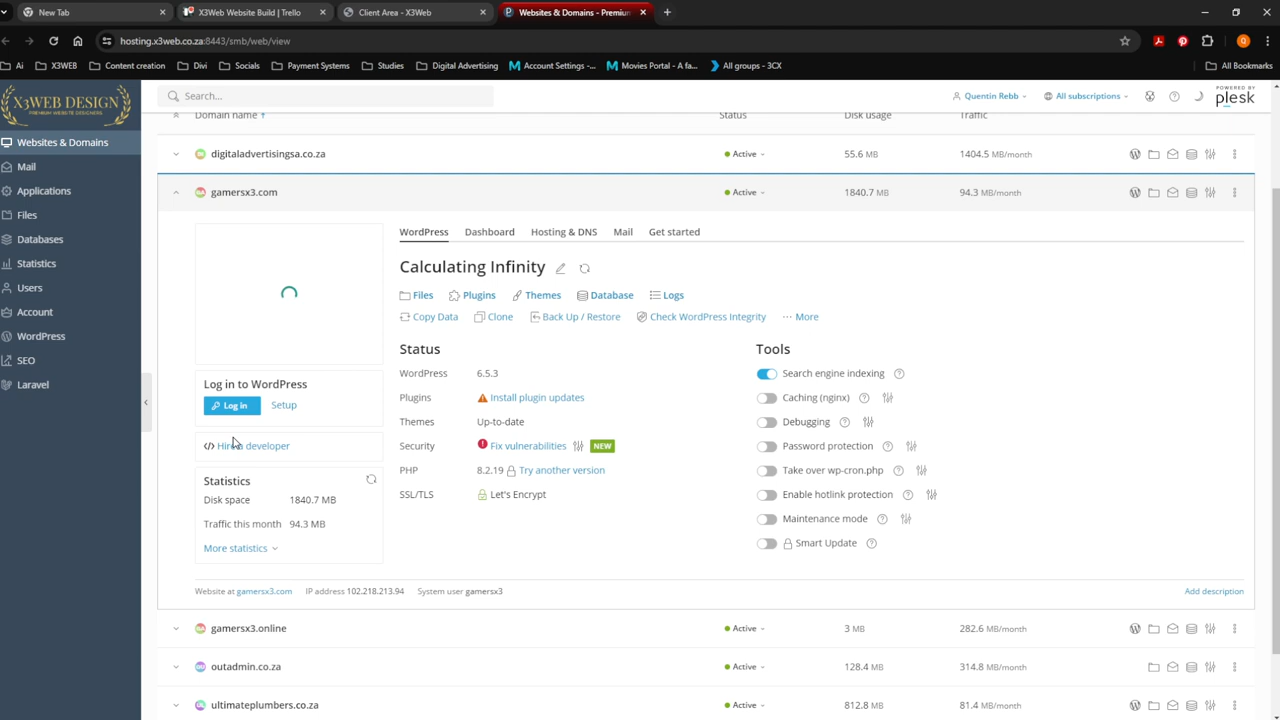 New Tab
X3Web Website Build | Trello
Client Area - X3Web
Websites & Domains - Premium
hosting.x3web.co.za:8443/smb/web/view
Ai
X3WEB
Content creation
Divi
Socials
Payment Systems
Studies
Digital Advertising
Account Settings -...
Movies Portal - A fa...
All groups - 3CX
All Bookmarks
X3WEB DESIGN
PREMIUM WEBSITE DESIGNERS
Search...
Quentin Rebb
All subscriptions
POWERED BY
plesk
Websites & Domains
Mail
Applications
Files
Databases
Statistics
Users
Account
WordPress
SEO
Laravel
Domain name Status Disk usage Traffic
digitaladvertisingsa.co.za Active 55.6 MB 1404.5 MB/month
gamersx3.com Active 1840.7 MB 94.3 MB/month
WordPress Dashboard Hosting & DNS Mail Get started
Calculating Infinity
Files Plugins Themes Database Logs
Copy Data Clone Back Up / Restore Check WordPress Integrity ... More
Log in to WordPress
Log in Setup
Hire a developer
Statistics
Disk space 1840.7 MB
Traffic this month 94.3 MB
More statistics
Status
WordPress 6.5.3
Plugins Install plugin updates
Themes Up-to-date
Security Fix vulnerabilities NEW
PHP 8.2.19 Try another version
SSL/TLS Let's Encrypt
Tools
Search engine indexing
Caching (nginx)
Debugging
Password protection
Take over wp-cron.php
Enable hotlink protection
Maintenance mode
Smart Update
Website at gamersx3.com IP address 102.218.213.94 System user gamersx3 Add description
gamersx3.online Active 3 MB 282.6 MB/month
outadmin.co.za Active 128.4 MB 314.8 MB/month
ultimateplumbers.co.za Active 812.8 MB 81.4 MB/month